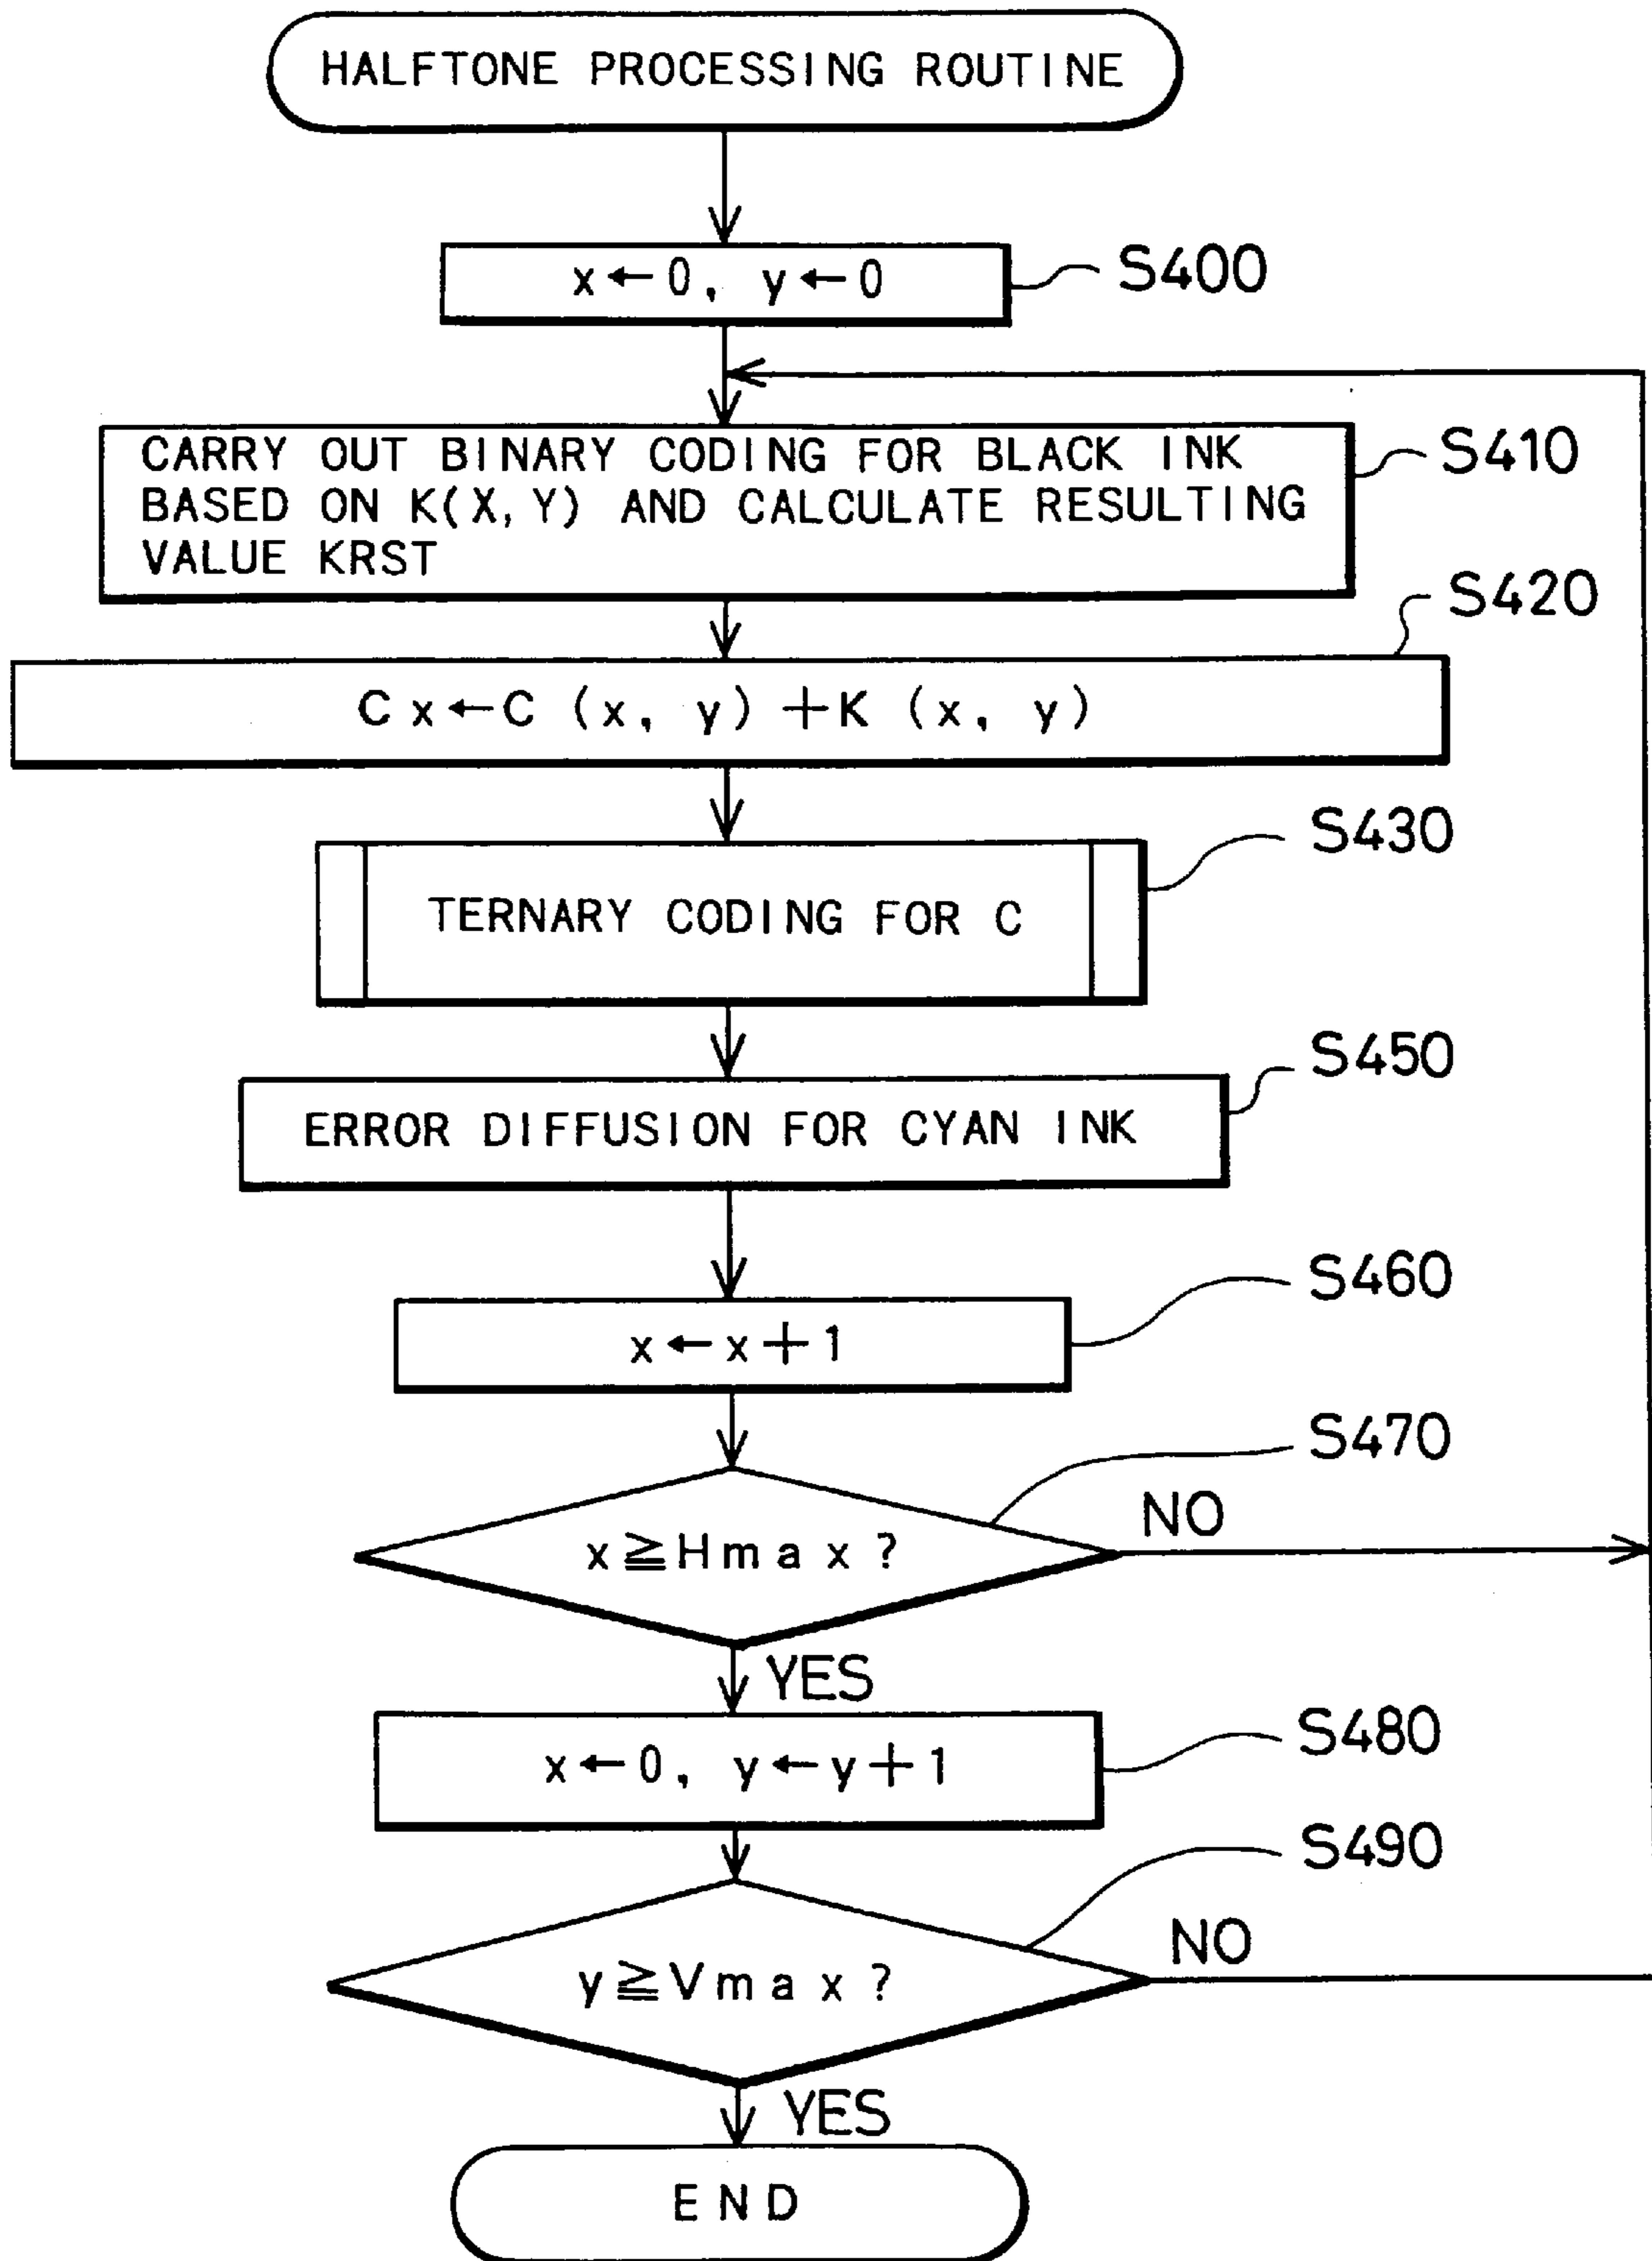 HALFTONE PROCESSING ROUTINE
x←0, y←0
S400
CARRY OUT BINARY CODING FOR BLACK INK
BASED ON K(X, Y) AND CALCULATE RESULTING
VALUE KRST
S410
S420
Cx←C (x, y)+K (x, y)
S430
TERNARY CODING FOR C
S450
ERROR DIFFUSION FOR CYAN INK
S460
x←x+1
S470
x≧Hmax?
NO
YES
S480
x←0, y←y+1
S490
y≧Vmax?
NO
YES
END